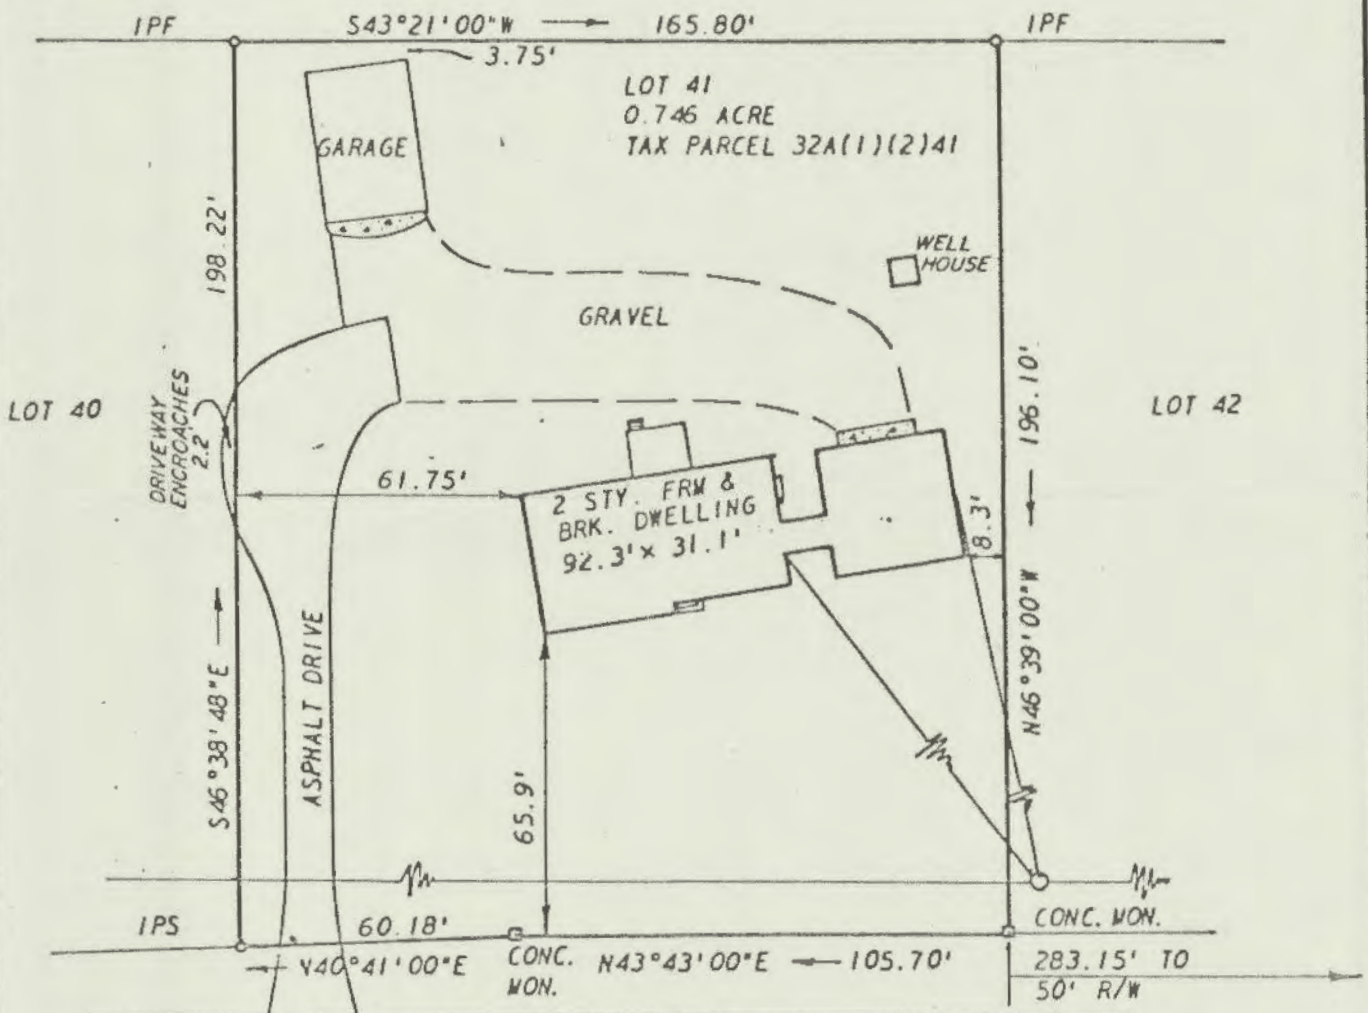 IPF
S43°21'00"W
165.80'
IPF
3.75'
LOT 41
0.746 ACRE
TAX PARCEL 32A(1)(2)41
GARAGE
198.22'
WELL
HOUSE
GRAVEL
196.10'
LOT 40
DRIVEWAY
ENCROACHES
2.2'
LOT 42
61.75'
2 STY. FRM &
BRK. DWELLING
92.3' x 31.1'
8.3'
N46°39'00"W
S46°38'48"E
ASPHALT DRIVE
65.9'
IPS
60.18'
CONC. MON.
N40°41'00"E
CONC.
MON.
N43°43'00"E
105.70'
283.15' TO
50' R/W